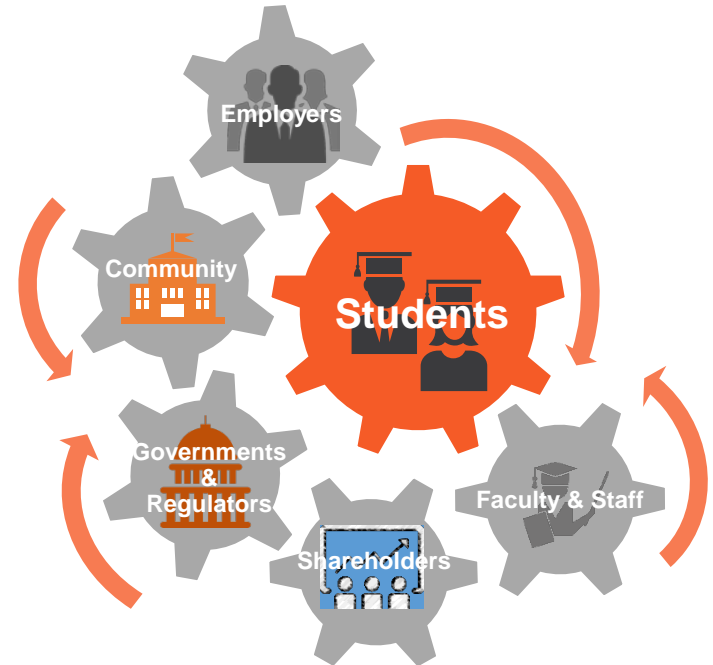 Employers
Community
Students
Governments
&
Regulators
Faculty & Staff
Shareholders